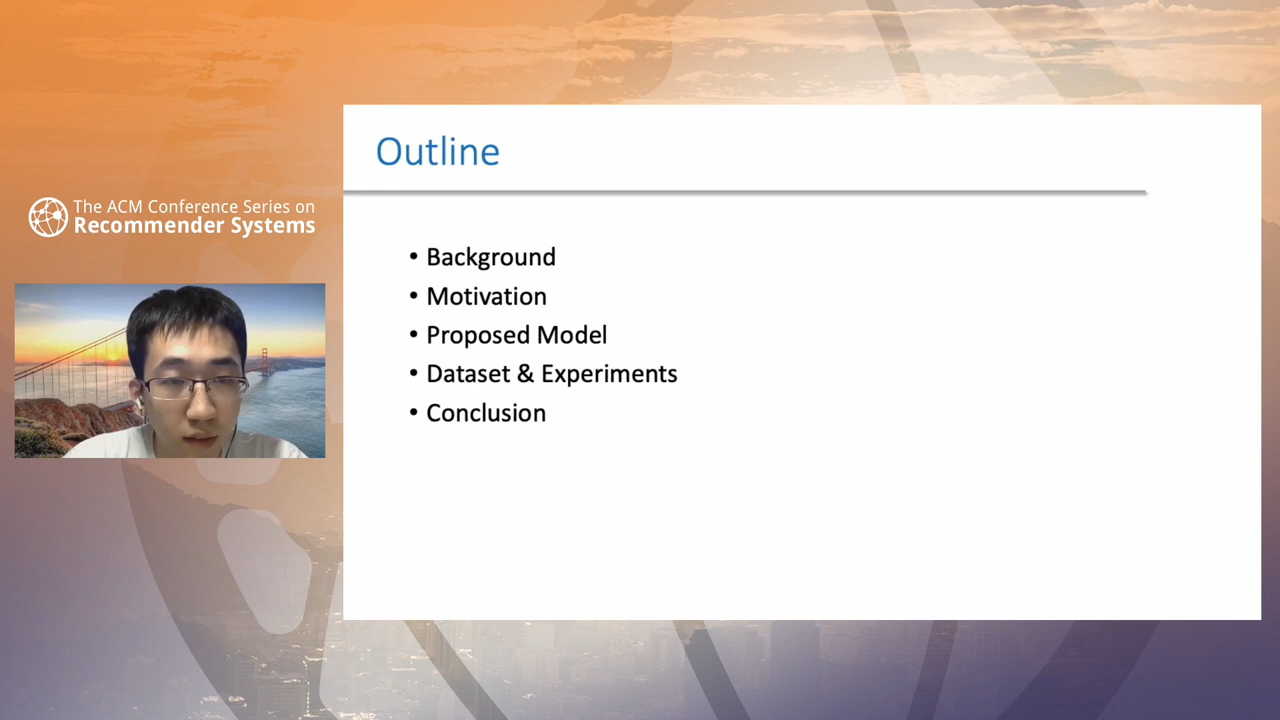 The ACM Conference Series on
Recommender Systems
Outline
• Background
• Motivation
• Proposed Model
• Dataset & Experiments
• Conclusion